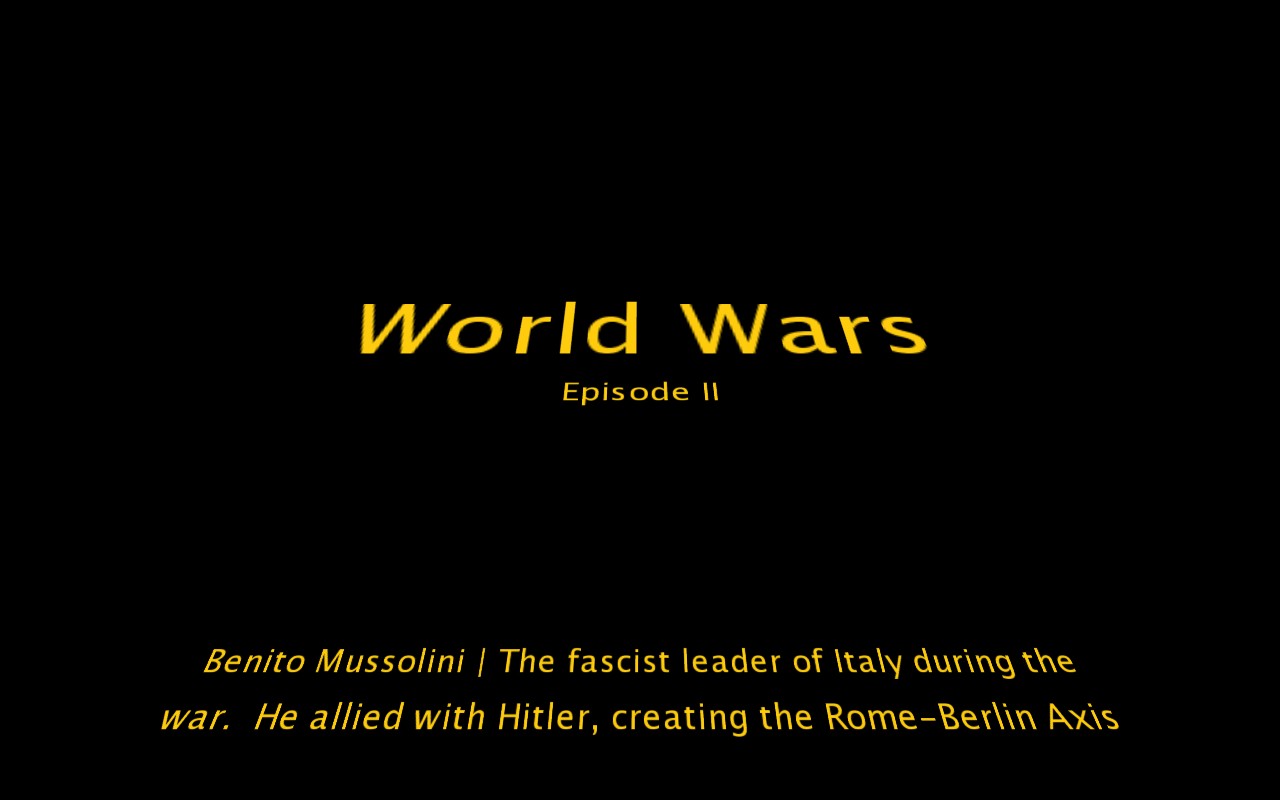 World Wars
Episode II
Benito Mussolini | The fascist leader of Italy during the
war.  He allied with Hitler, creating the Rome-Berlin Axis